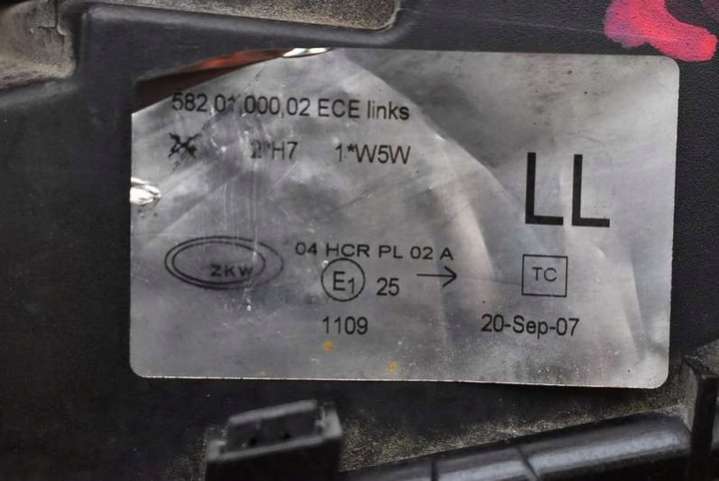 582.01.000.02 ECE links
2*H7 1*W5W
LL
ZKW
04 HCR PL 02 A
E1 25 →
TC
1109
20-Sep-07